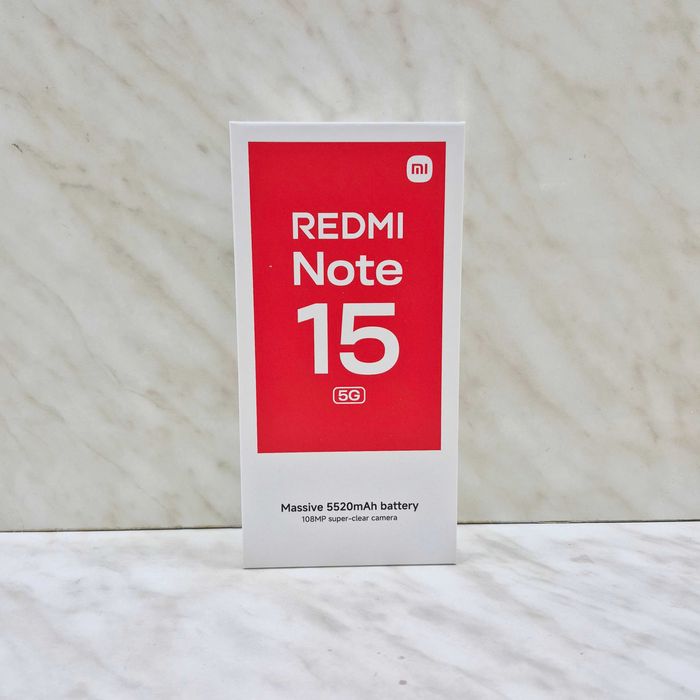 mi
REDMI
Note
15
5G
Massive 5520mAh battery
108MP super-clear camera